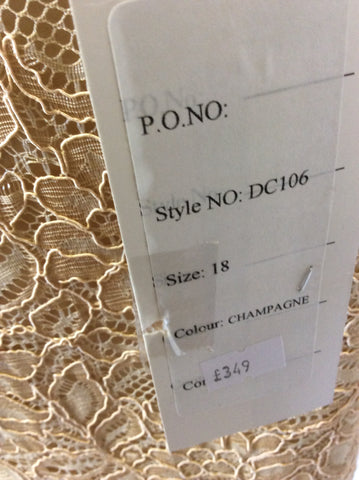 P.O.NO:
Style NO: DC106
Size: 18
Colour: CHAMPAGNE
£349